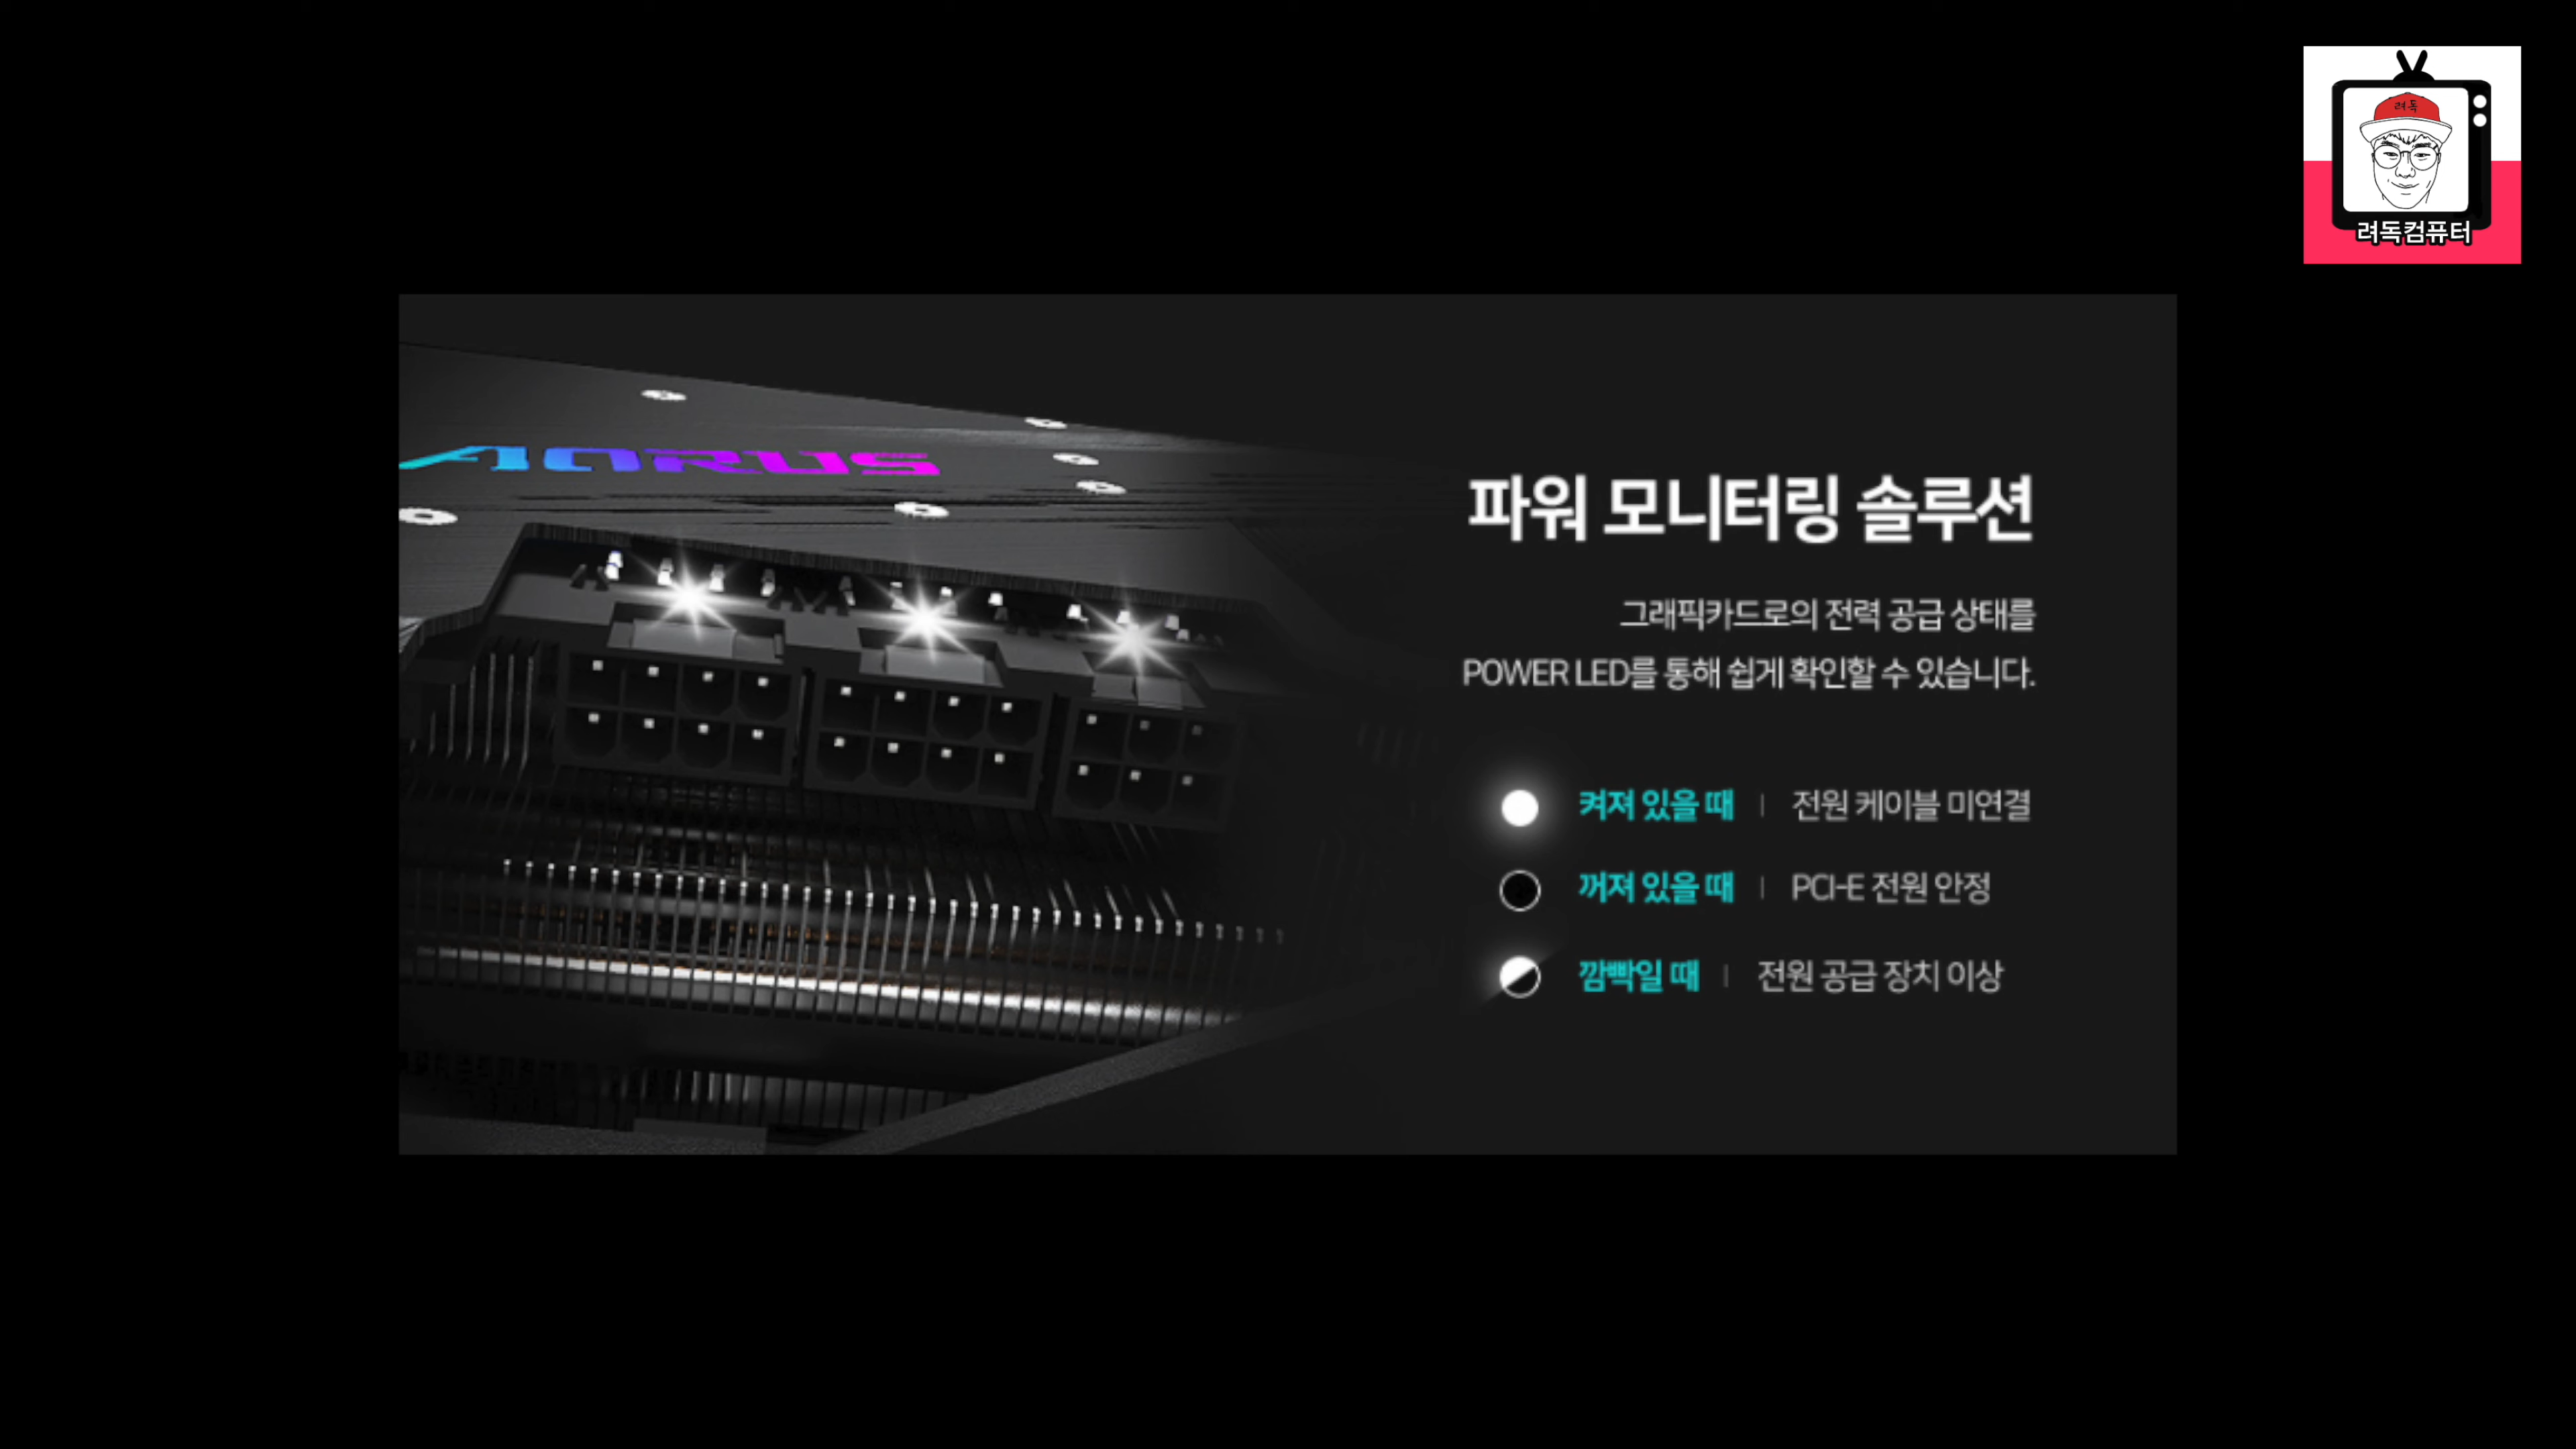 려독
려독컴퓨터
AORUS
파워 모니터링 솔루션
그래픽카드로의 전력 공급 상태를
POWER LED를 통해 쉽게 확인할 수 있습니다.
켜져 있을 때 | 전원 케이블 미연결
꺼져 있을 때 | PCI-E 전원 안정
깜빡일 때 | 전원 공급 장치 이상